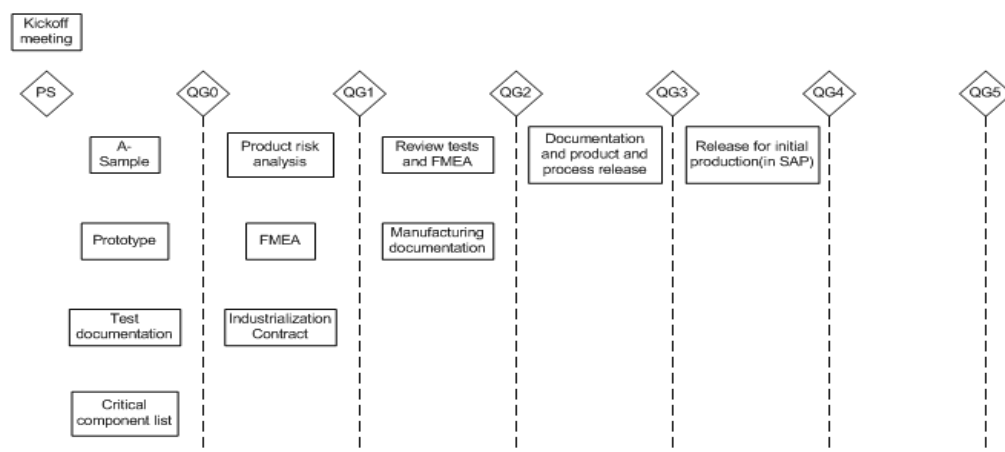 Kickoff
meeting
PS
QG0
QG1
QG2
QG3
QG4
QG5
A-
Sample
Product risk
analysis
Review tests
and FMEA
Documentation
and product and
process release
Release for initial
production(in SAP)
Prototype
FMEA
Manufacturing
documentation
Test
documentation
Industrialization
Contract
Critical
component list